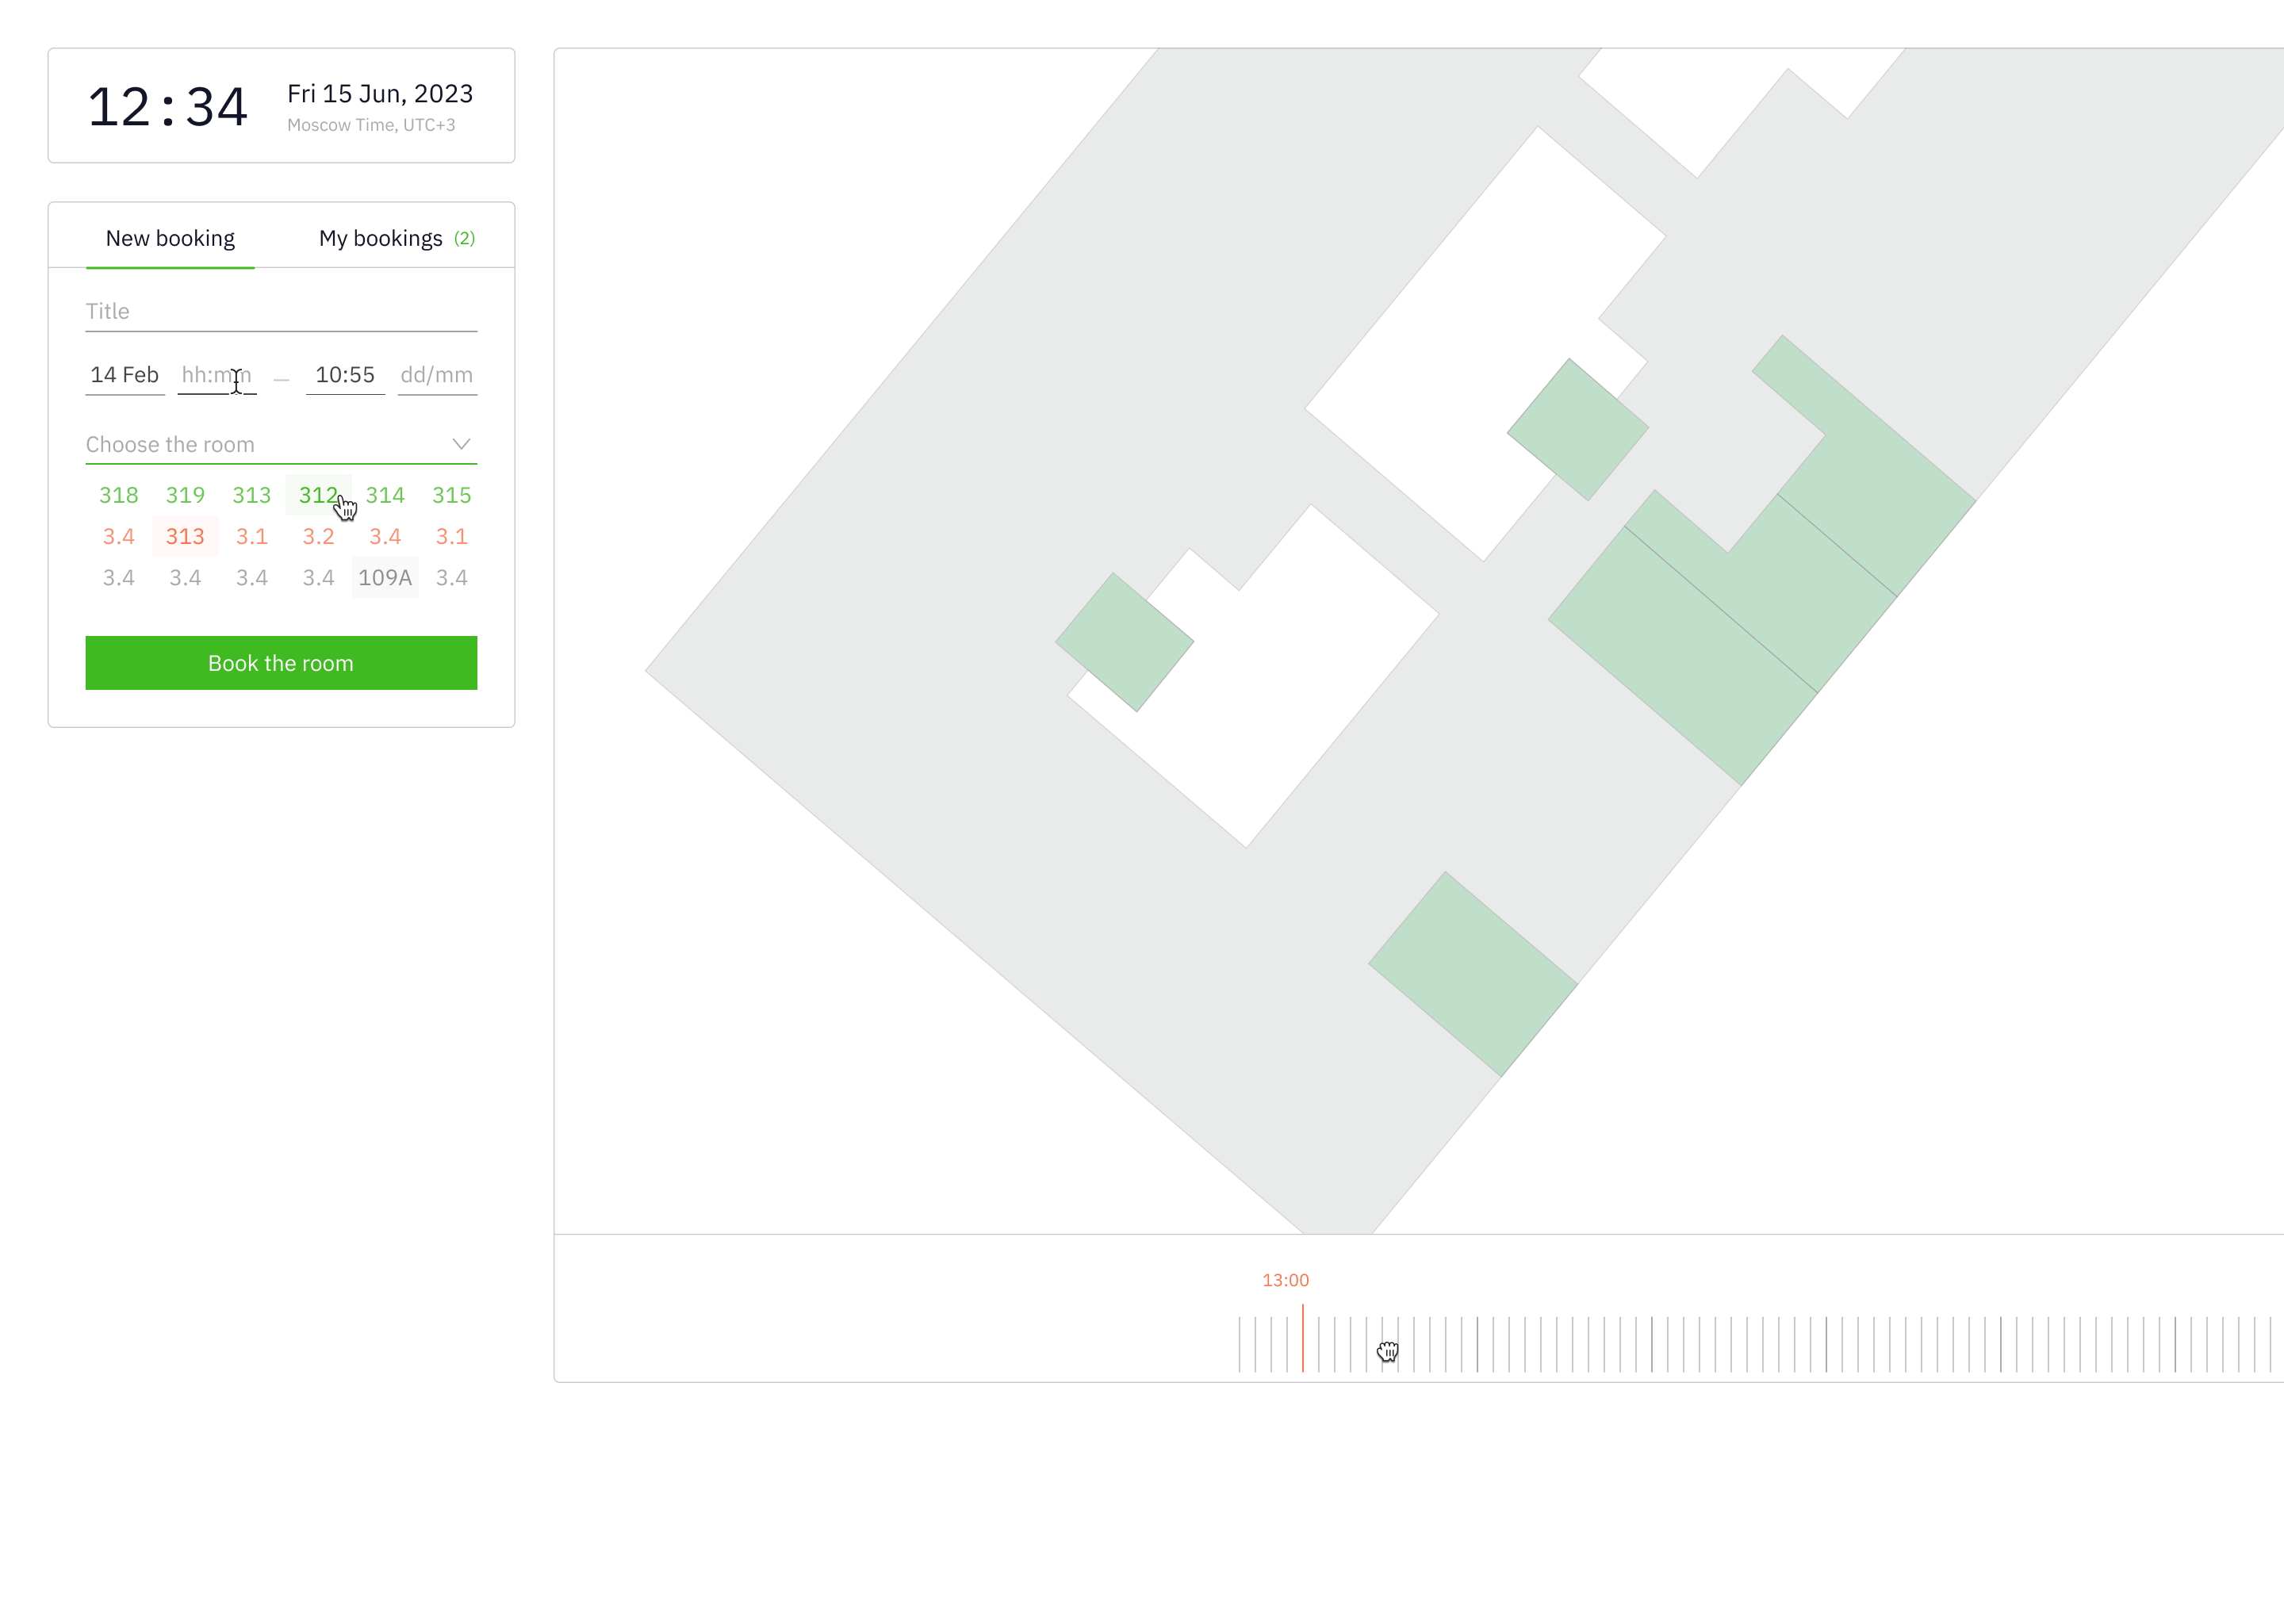 12:34
Fri 15 Jun, 2023
Moscow Time, UTC+3
New booking
My bookings (2)
Title
14 Feb hh:mm — 10:55 dd/mm
Choose the room
318 319 313 312 314 315
3.4 313 3.1 3.2 3.4 3.1
3.4 3.4 3.4 3.4 109A 3.4
Book the room
13:00